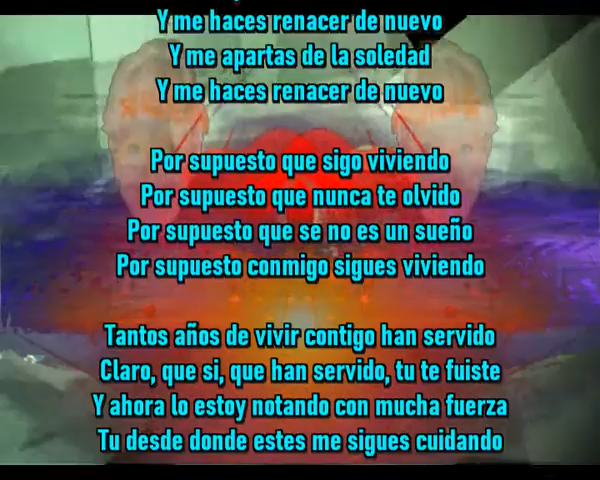 Y me haces renacer de nuevo
Y me apartas de la soledad
Y me haces renacer de nuevo
Por supuesto que sigo viviendo
Por supuesto que nunca te olvido
Por supuesto que se no es un sueño
Por supuesto conmigo sigues viviendo
Tantos años de vivir contigo han servido
Claro, que si, que han servido, tu te fuiste
Y ahora lo estoy notando con mucha fuerza
Tu desde donde estes me sigues cuidando